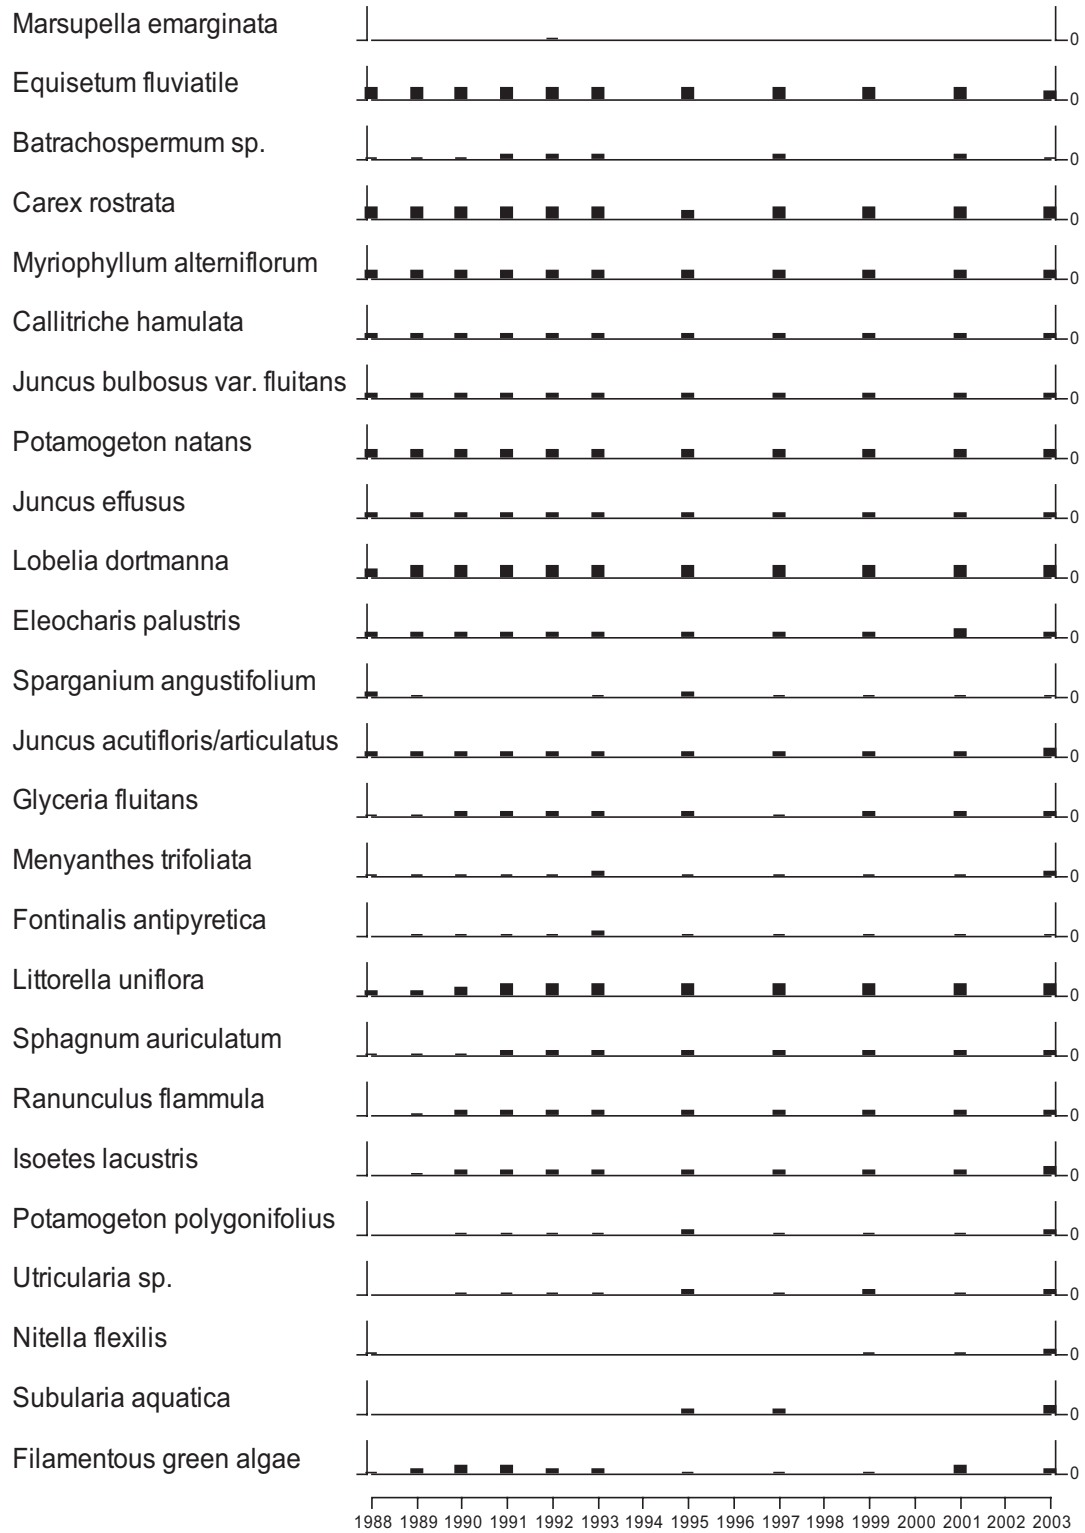 Marsupella emarginata 0
Equisetum fluviatile 0
Batrachospermum sp. 0
Carex rostrata 0
Myriophyllum alterniflorum 0
Callitriche hamulata 0
Juncus bulbosus var. fluitans 0
Potamogeton natans 0
Juncus effusus 0
Lobelia dortmanna 0
Eleocharis palustris 0
Sparganium angustifolium 0
Juncus acutifloris/articulatus 0
Glyceria fluitans 0
Menyanthes trifoliata 0
Fontinalis antipyretica 0
Littorella uniflora 0
Sphagnum auriculatum 0
Ranunculus flammula 0
Isoetes lacustris 0
Potamogeton polygonifolius 0
Utricularia sp. 0
Nitella flexilis 0
Subularia aquatica 0
Filamentous green algae 0
1988 1989 1990 1991 1992 1993 1994 1995 1996 1997 1998 1999 2000 2001 2002 2003